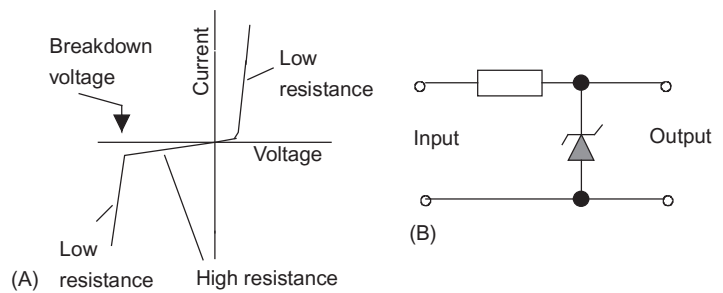 Breakdown
voltage
Current
Low
resistance
Voltage
Low
resistance
High resistance
(A)
Input
Output
(B)